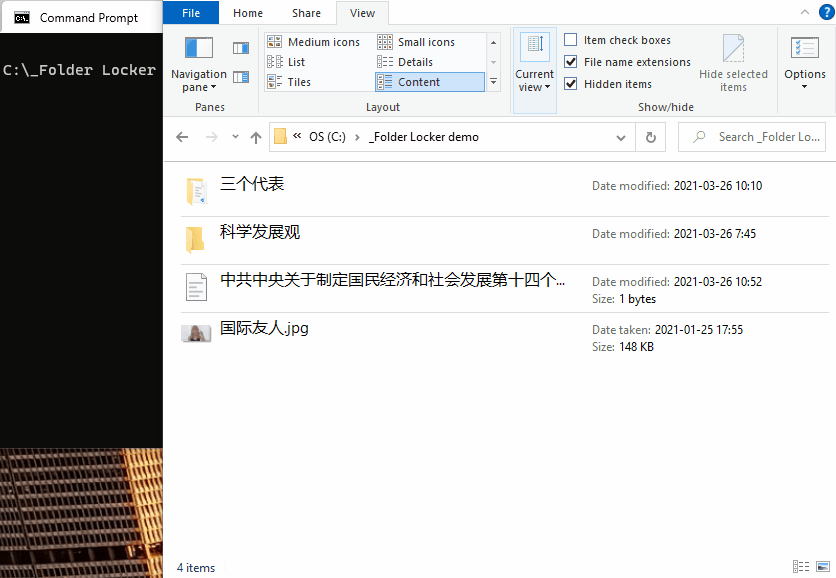 Command Prompt
C:\_Folder Locker
File Home Share View
Navigation pane
Panes
Medium icons Small icons
List Details
Tiles Content
Layout
Current view
Item check boxes
File name extensions
Hidden items
Hide selected items
Show/hide
Options
« OS (C:) › _Folder Locker demo
Search _Folder Lo...
三个代表 Date modified: 2021-03-26 10:10
科学发展观 Date modified: 2021-03-26 7:45
中共中央关于制定国民经济和社会发展第十四个... Date modified: 2021-03-26 10:52
Size: 1 bytes
国际友人.jpg Date taken: 2021-01-25 17:55
Size: 148 KB
4 items